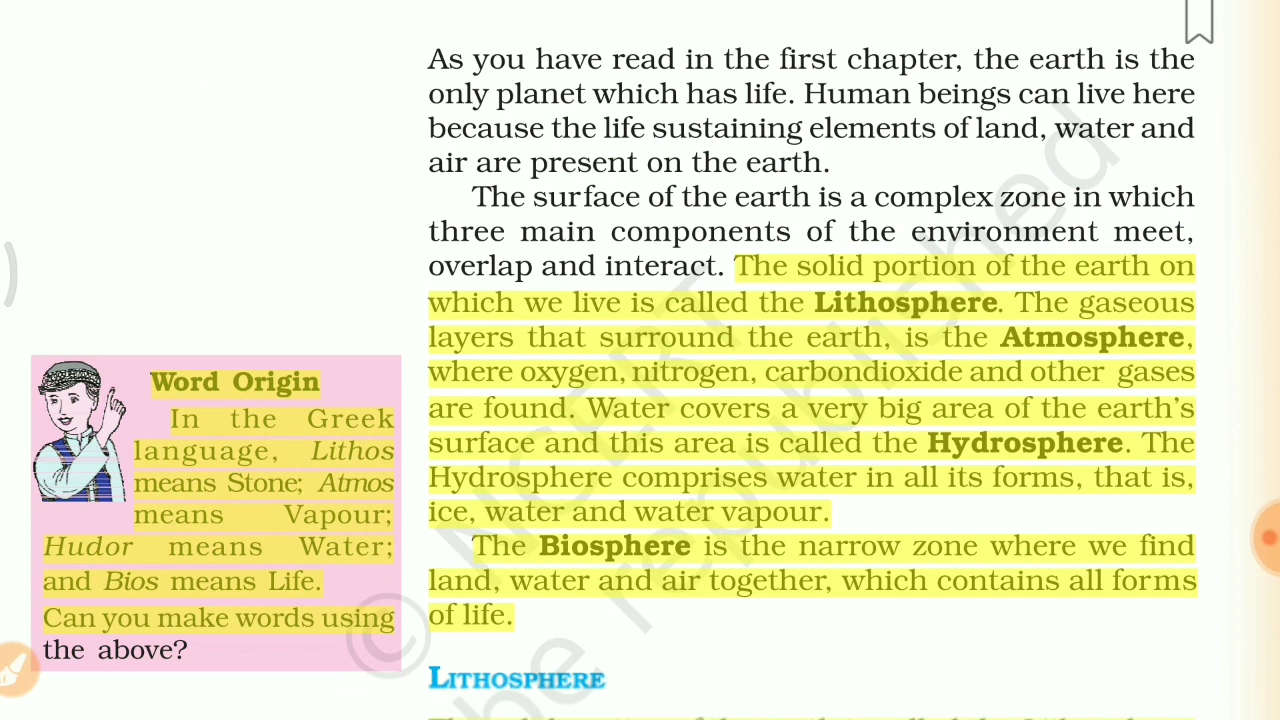 As you have read in the first chapter, the earth is the
only planet which has life. Human beings can live here
because the life sustaining elements of land, water and
air are present on the earth.
The surface of the earth is a complex zone in which
three main components of the environment meet,
overlap and interact. The solid portion of the earth on
which we live is called the Lithosphere. The gaseous
layers that surround the earth, is the Atmosphere,
where oxygen, nitrogen, carbondioxide and other gases
are found. Water covers a very big area of the earth's
surface and this area is called the Hydrosphere. The
Hydrosphere comprises water in all its forms, that is,
ice, water and water vapour.
The Biosphere is the narrow zone where we find
land, water and air together, which contains all forms
of life.
Word Origin
In the Greek
language, Lithos
means Stone; Atmos
means Vapour;
Hudor means Water;
and Bios means Life.
Can you make words using
the above?
LITHOSPHERE
© NCERT
be republished